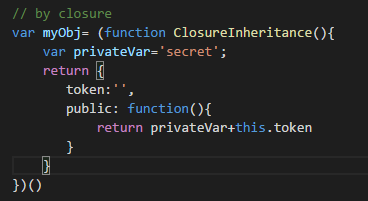 // by closure
var myObj= (function ClosureInheritance(){
    var privateVar='secret';
    return {
       token:'',
       public: function(){
           return privateVar+this.token
       }
    }
})()